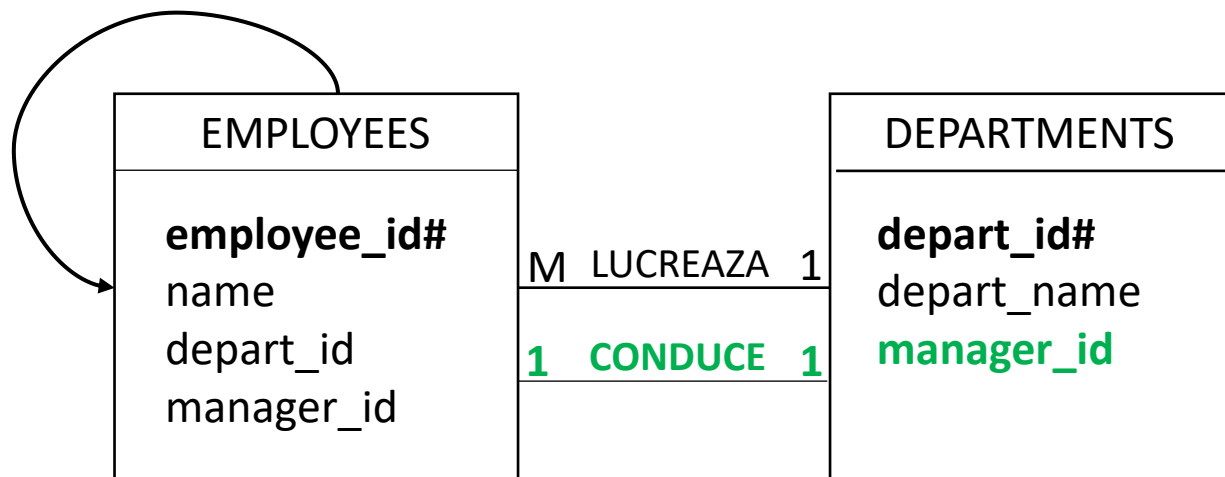 EMPLOYEES
employee_id#
name
depart_id
manager_id
M LUCREAZA 1
1 CONDUCE 1
DEPARTMENTS
depart_id#
depart_name
manager_id